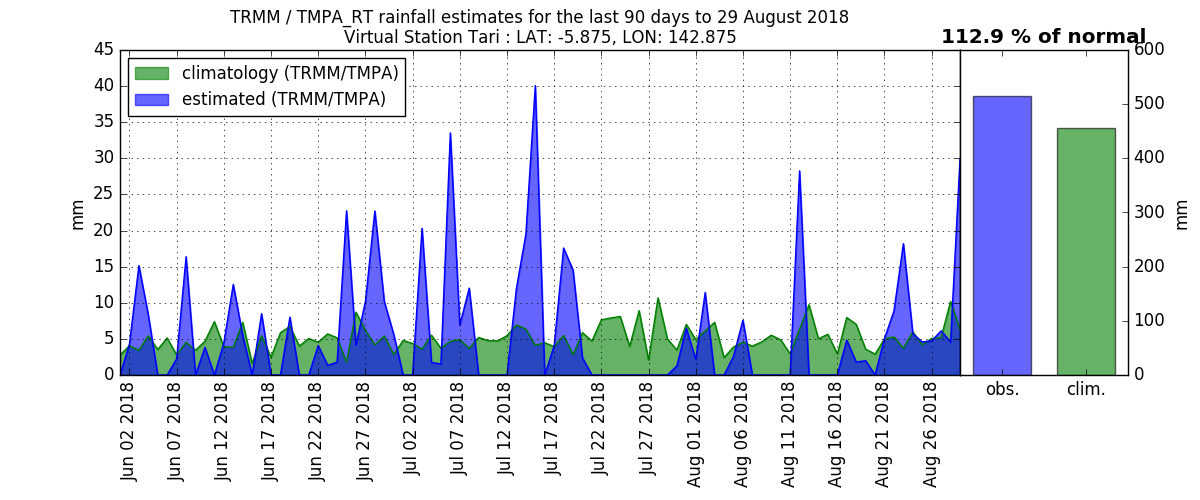 TRMM / TMPA_RT rainfall estimates for the last 90 days to 29 August 2018
Virtual Station Tari : LAT: -5.875, LON: 142.875
112.9 % of normal
climatology (TRMM/TMPA)
estimated (TRMM/TMPA)
mm
45
40
35
30
25
20
15
10
5
0
Jun 02 2018
Jun 07 2018
Jun 12 2018
Jun 17 2018
Jun 22 2018
Jun 27 2018
Jul 02 2018
Jul 07 2018
Jul 12 2018
Jul 17 2018
Jul 22 2018
Jul 27 2018
Aug 01 2018
Aug 06 2018
Aug 11 2018
Aug 16 2018
Aug 21 2018
Aug 26 2018
600
500
400
300
200
100
0
mm
obs.
clim.